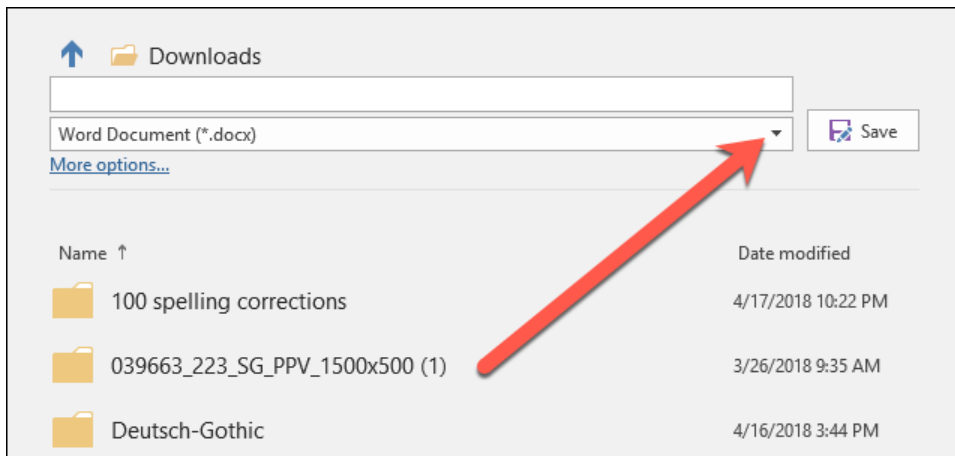 Downloads
Word Document (*.docx)
Save
More options...
Name ↑ Date modified
100 spelling corrections 4/17/2018 10:22 PM
039663_223_SG_PPV_1500x500 (1) 3/26/2018 9:35 AM
Deutsch-Gothic 4/16/2018 3:44 PM